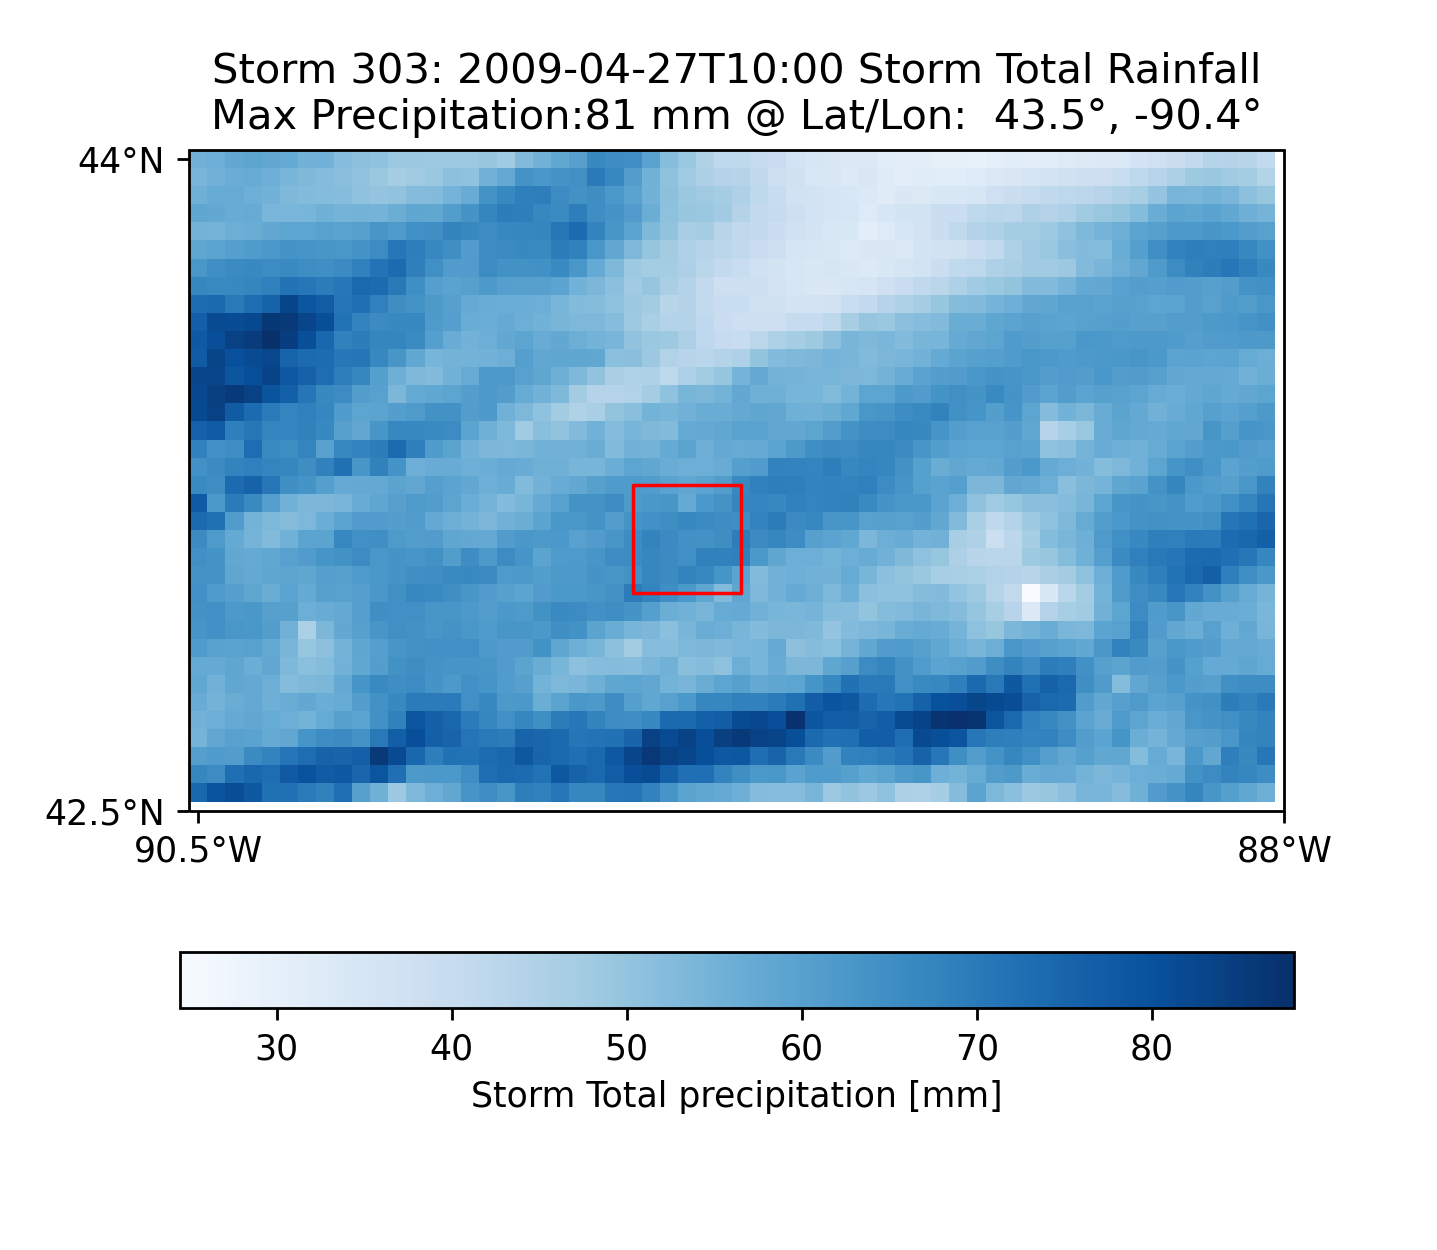 Storm 303: 2009-04-27T10:00 Storm Total Rainfall
Max Precipitation:81 mm @ Lat/Lon:  43.5°, -90.4°
44°N
42.5°N
90.5°W 88°W
30 40 50 60 70 80
Storm Total precipitation [mm]